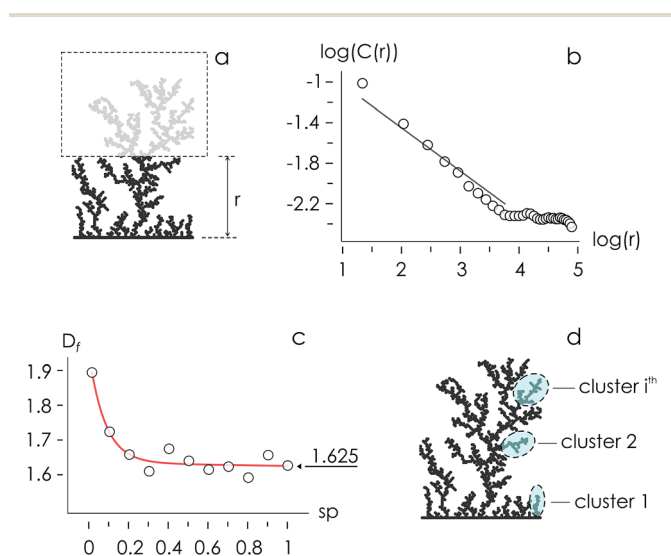 a
r
log(C(r))
b
-1
-1.4
-1.8
-2.2
log(r)
1 2 3 4 5
D_f
c
1.9
1.8
1.7
1.6
1.625
sp
0 0.2 0.4 0.6 0.8 1
d
cluster iᵗʰ
cluster 2
cluster 1